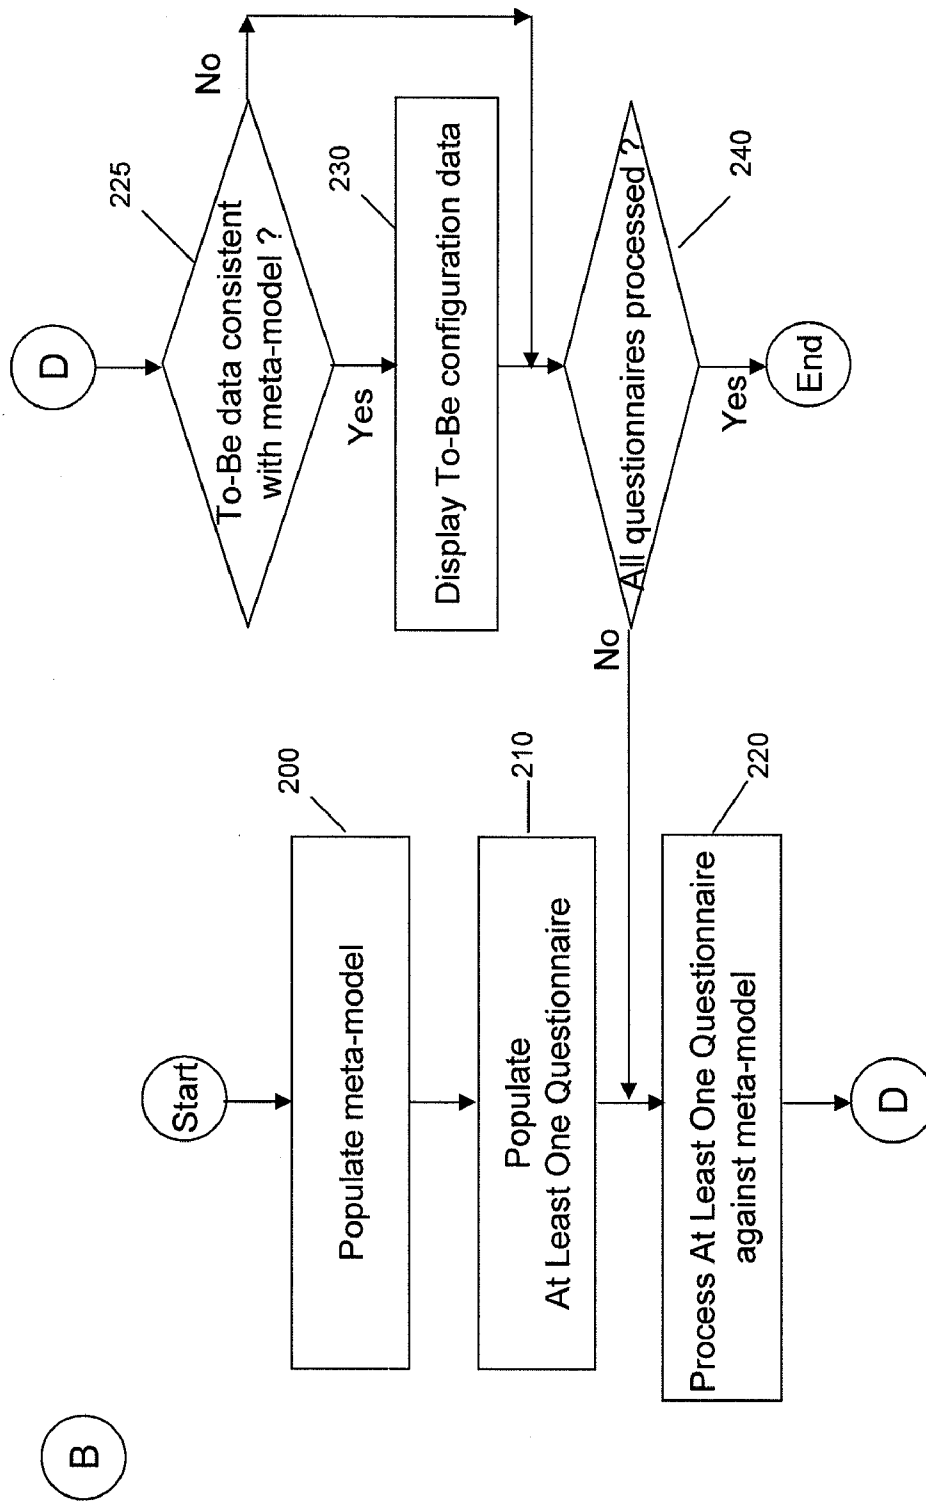 B
Start
200
Populate meta-model
210
Populate
At Least One Questionnaire
220
Process At Least One Questionnaire
against meta-model
D
D
225
To-Be data consistent
with meta-model ?
No
Yes
230
Display To-Be configuration data
240
All questionnaires processed ?
No
Yes
End